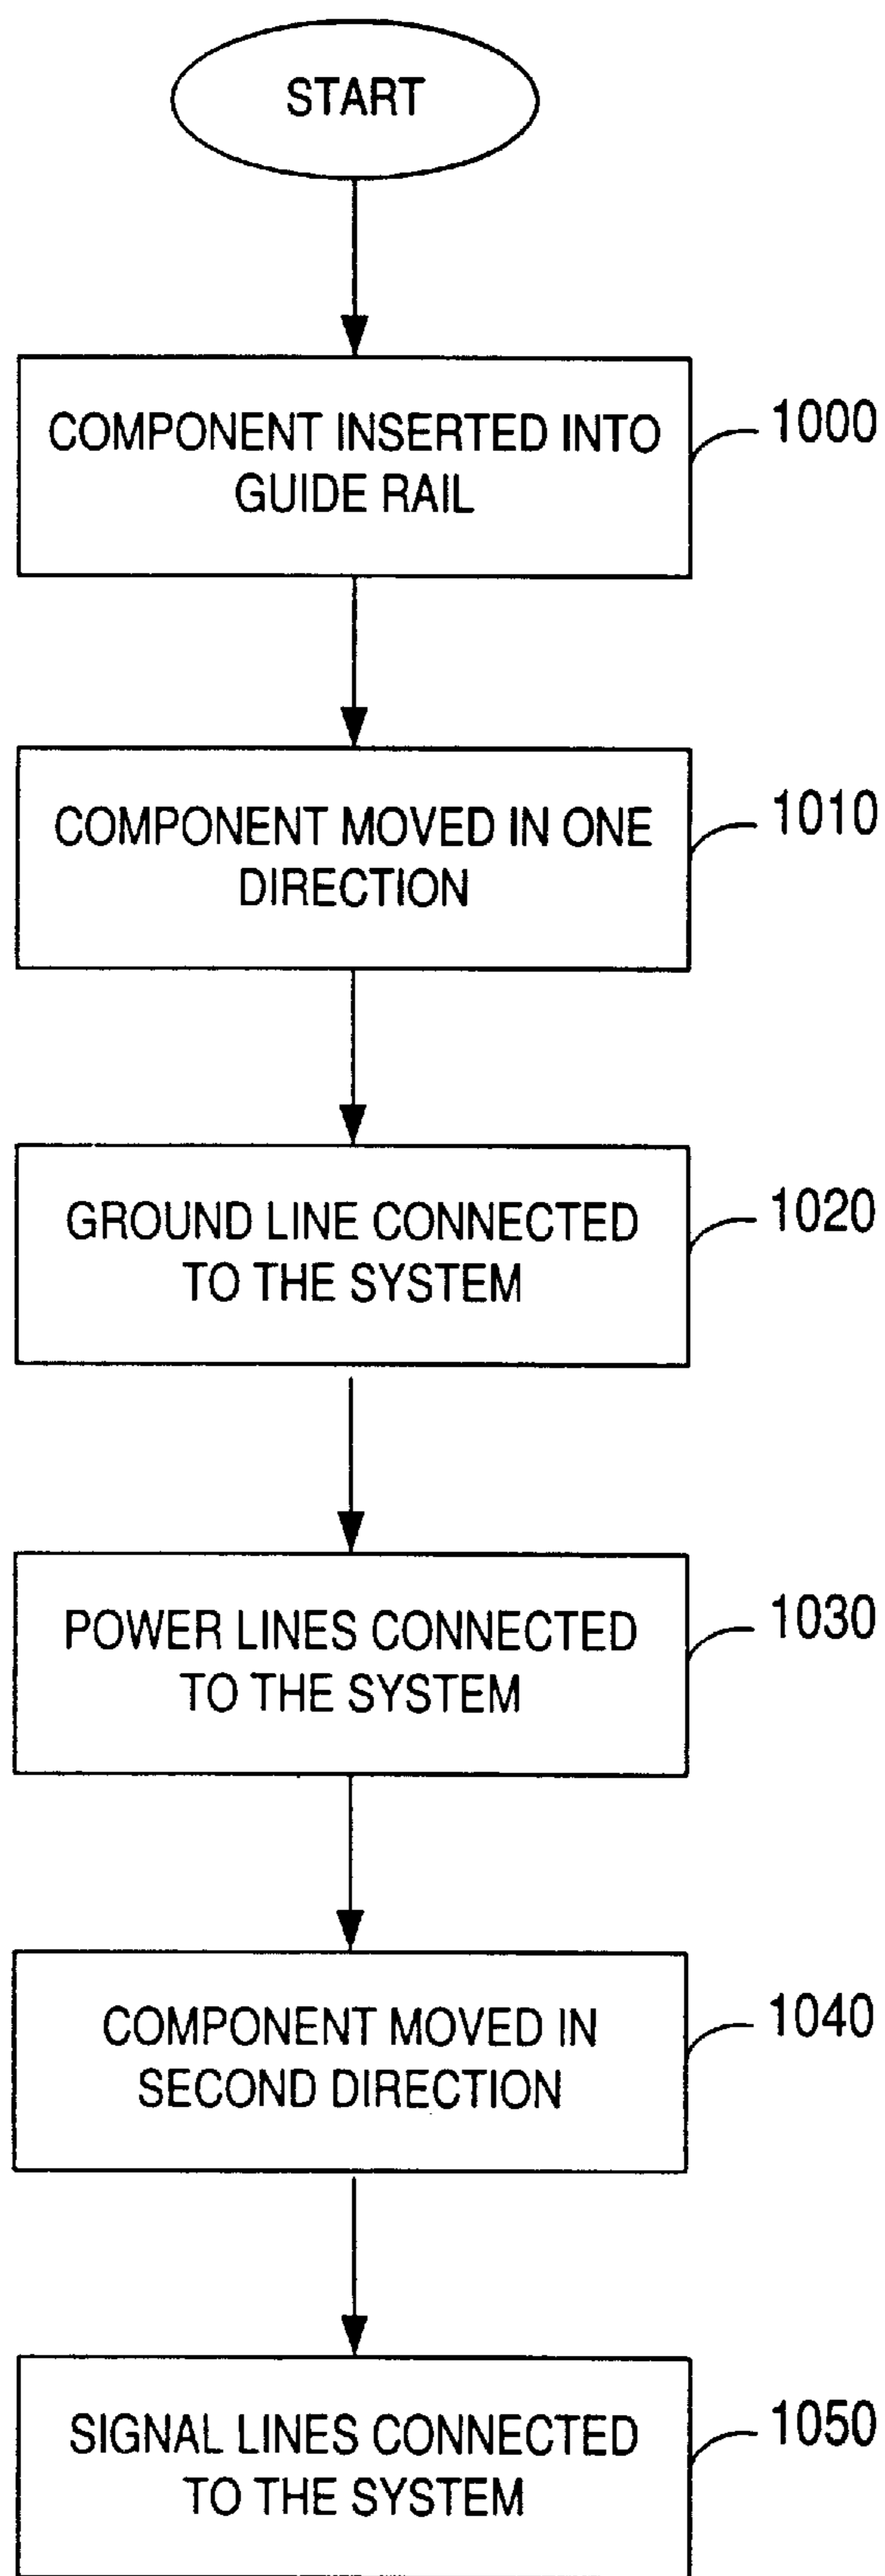 START
COMPONENT INSERTED INTO
GUIDE RAIL
1000
COMPONENT MOVED IN ONE
DIRECTION
1010
GROUND LINE CONNECTED
TO THE SYSTEM
1020
POWER LINES CONNECTED
TO THE SYSTEM
1030
COMPONENT MOVED IN
SECOND DIRECTION
1040
SIGNAL LINES CONNECTED
TO THE SYSTEM
1050